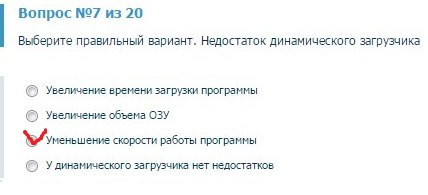 Вопрос №7 из 20
Выберите правильный вариант. Недостаток динамического загрузчика
Увеличение времени загрузки программы
Увеличение объема ОЗУ
Уменьшение скорости работы программы
У динамического загрузчика нет недостатков